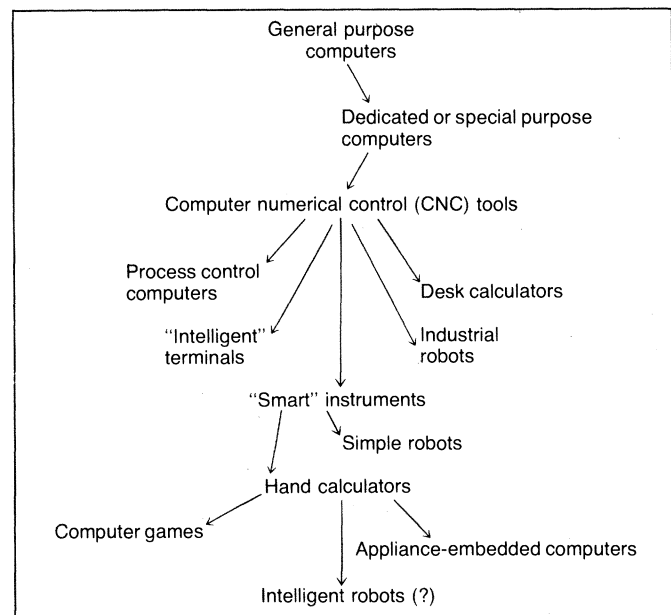 General purpose
computers
Dedicated or special purpose
computers
Computer numerical control (CNC) tools
Process control
computers
Desk calculators
“Intelligent”
terminals
Industrial
robots
“Smart” instruments
Simple robots
Hand calculators
Computer games
Appliance-embedded computers
Intelligent robots (?)